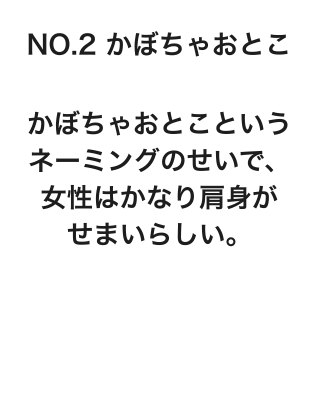 NO.2 かぼちゃおとこ
かぼちゃおとこという
ネーミングのせいで、
女性はかなり肩身が
せまいらしい。